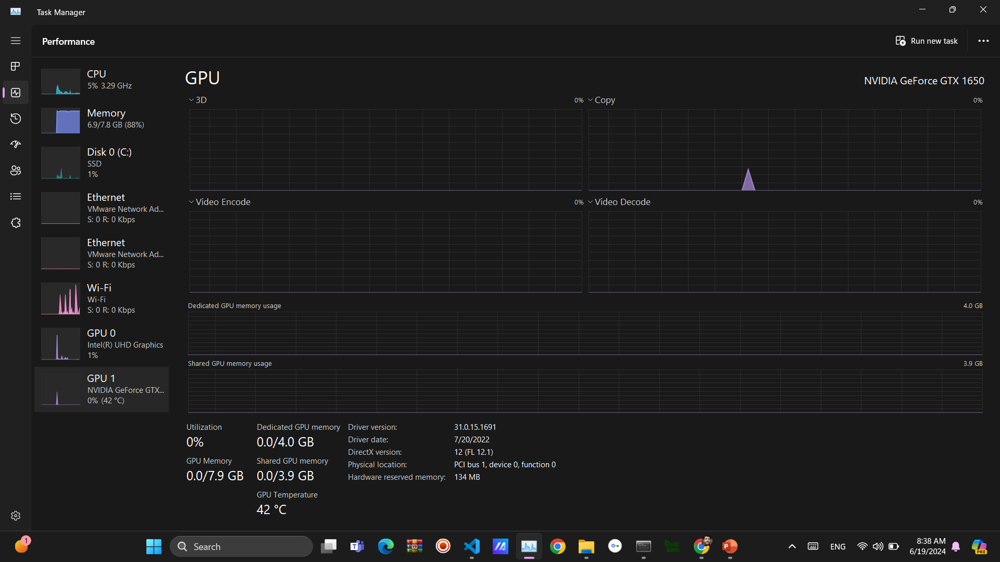 Task Manager
Performance
Run new task
CPU
5% 3.29 GHz
Memory
6.9/7.8 GB (88%)
Disk 0 (C:)
SSD
1%
Ethernet
VMware Network Ad...
S: 0 R: 0 Kbps
Ethernet
VMware Network Ad...
S: 0 R: 0 Kbps
Wi-Fi
Wi-Fi
S: 0 R: 0 Kbps
GPU 0
Intel(R) UHD Graphics
1%
GPU 1
NVIDIA GeForce GTX...
0% (42 °C)
GPU
NVIDIA GeForce GTX 1650
3D 0%
Copy 0%
Video Encode 0%
Video Decode 0%
Dedicated GPU memory usage 4.0 GB
Shared GPU memory usage 3.9 GB
Utilization
0%
GPU Memory
0.0/7.9 GB
Dedicated GPU memory
0.0/4.0 GB
Shared GPU memory
0.0/3.9 GB
GPU Temperature
42 °C
Driver version: 31.0.15.1691
Driver date: 7/20/2022
DirectX version: 12 (FL 12.1)
Physical location: PCI bus 1, device 0, function 0
Hardware reserved memory: 134 MB
1
Search
ENG
8:38 AM
6/19/2024
PRE